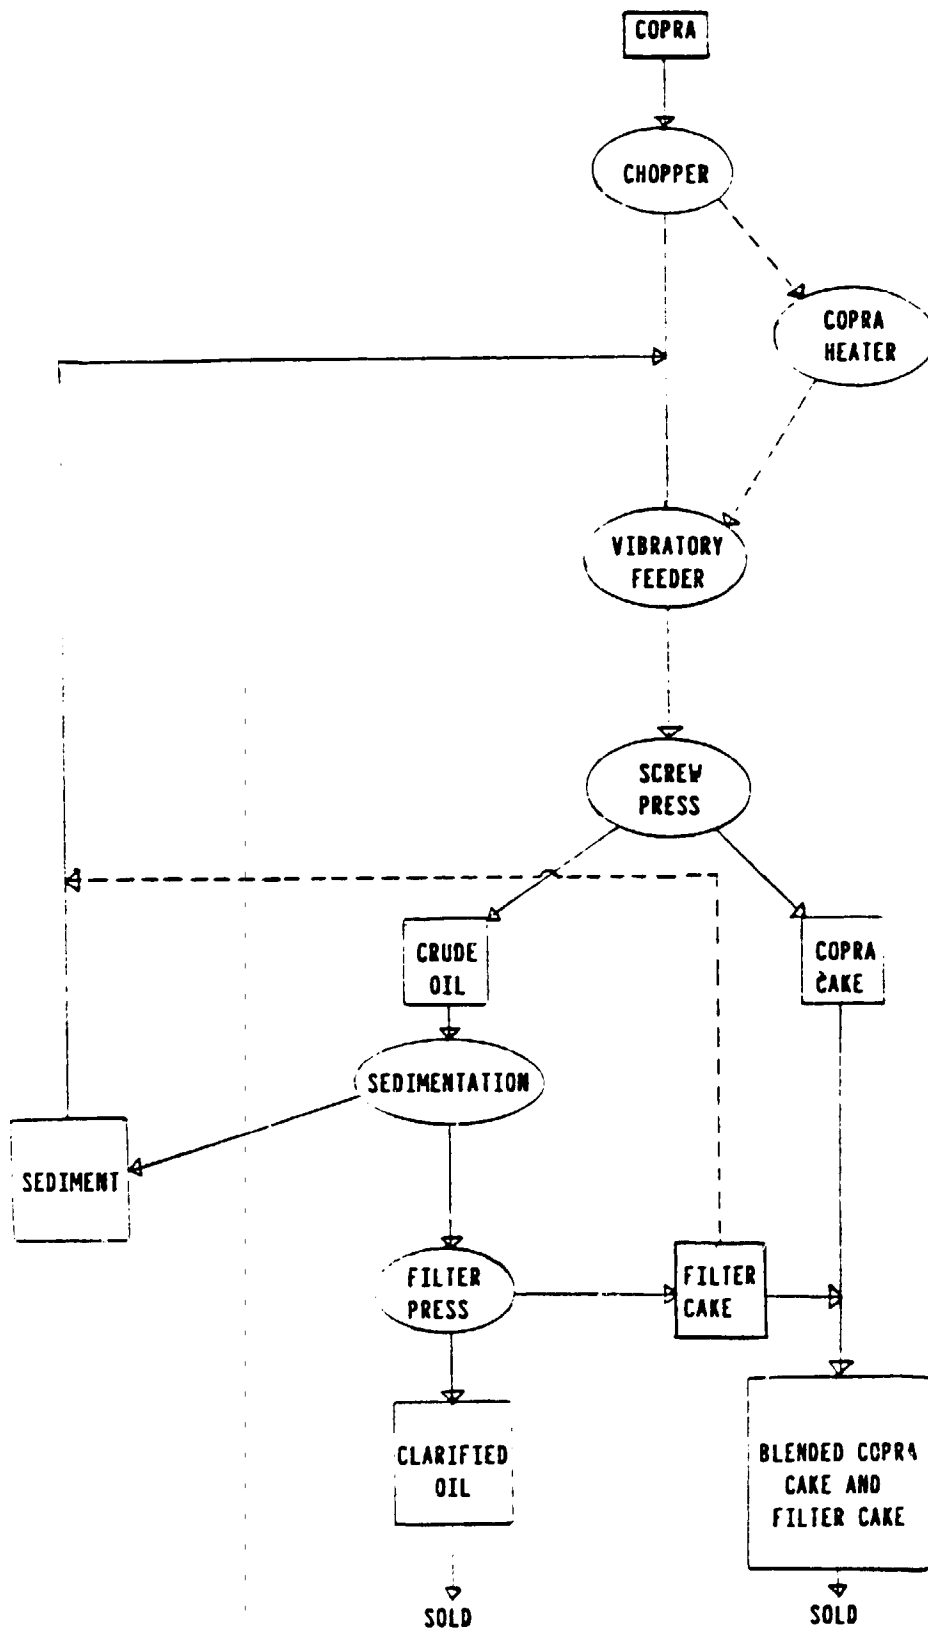 COPRA
CHOPPER
COPRA
HEATER
VIBRATORY
FEEDER
SCREW
PRESS
CRUDE
OIL
COPRA
CAKE
SEDIMENTATION
SEDIMENT
FILTER
PRESS
FILTER
CAKE
CLARIFIED
OIL
BLENDED COPRA
CAKE AND
FILTER CAKE
SOLD
SOLD